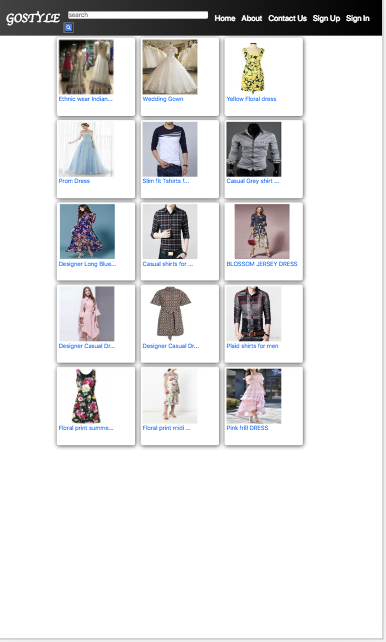 GOSTYLE
search
Home About Contact Us Sign Up Sign In
Ethnic wear Indian...
Wedding Gown
Yellow Floral dress
Prom Dress
Slim fit Tshirts f...
Casual Grey shirt ...
Designer Long Blue...
Casual shirts for ...
BLOSSOM JERSEY DRESS
Designer Casual Dr...
Designer Casual Dr...
Plaid shirts for men
Floral print summe...
Floral print midi ...
Pink frill DRESS